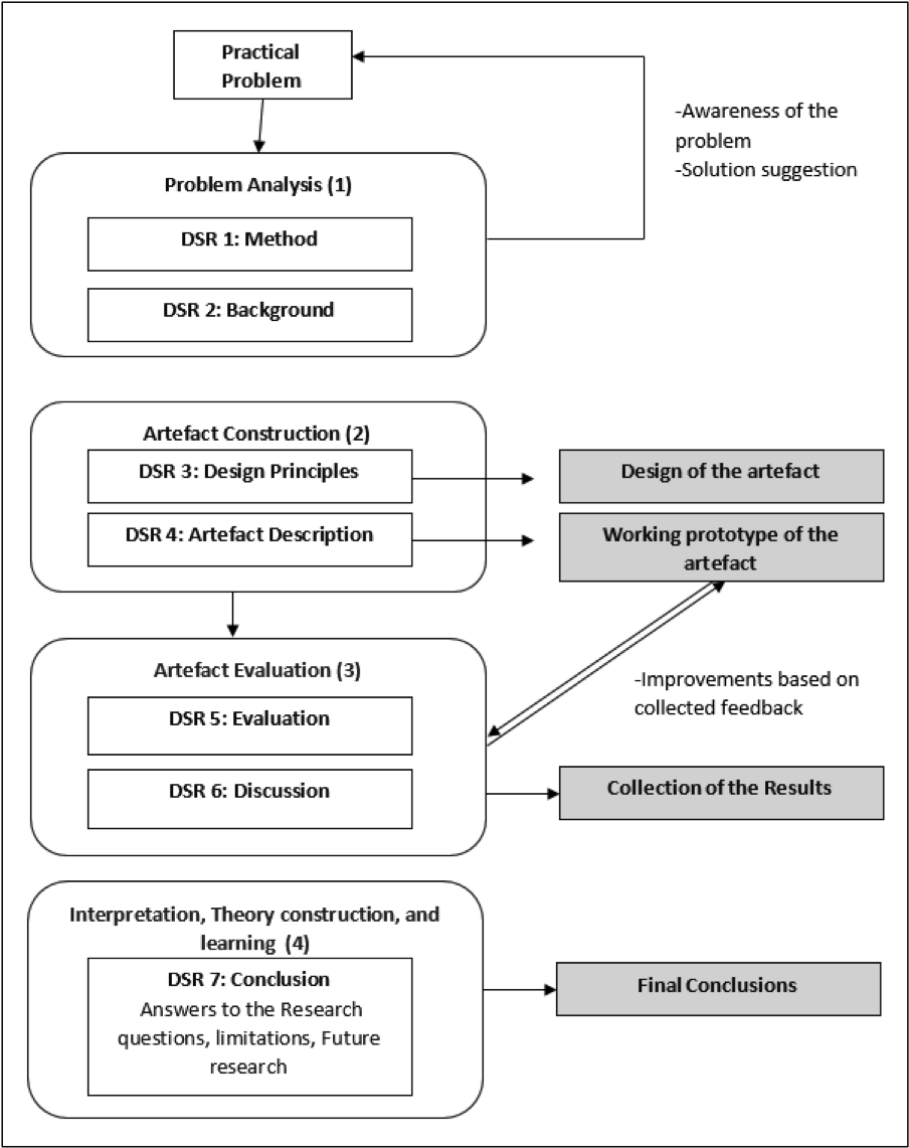 Practical
Problem
-Awareness of the
problem
-Solution suggestion
Problem Analysis (1)
DSR 1: Method
DSR 2: Background
Artefact Construction (2)
DSR 3: Design Principles
Design of the artefact
DSR 4: Artefact Description
Working prototype of the
artefact
Artefact Evaluation (3)
-Improvements based on
collected feedback
DSR 5: Evaluation
DSR 6: Discussion
Collection of the Results
Interpretation, Theory construction, and
learning (4)
DSR 7: Conclusion
Answers to the Research
questions, limitations, Future
research
Final Conclusions